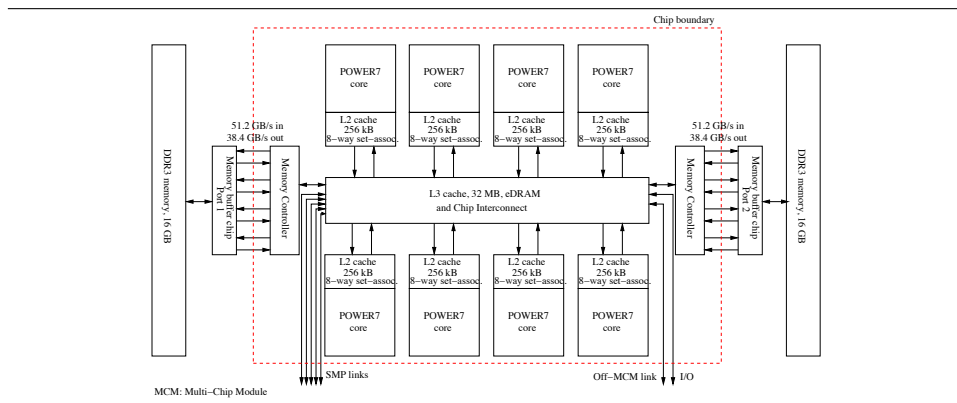 Chip boundary
POWER7 core
POWER7 core
POWER7 core
POWER7 core
L2 cache 256 kB 8-way set-assoc.
L2 cache 256 kB 8-way set-assoc.
L2 cache 256 kB 8-way set-assoc.
L2 cache 256 kB 8-way set-assoc.
51.2 GB/s in
38.4 GB/s out
51.2 GB/s in
38.4 GB/s out
DDR3 memory, 16 GB
Memory buffer chip
Port 1
Memory Controller
L3 cache, 32 MB, eDRAM
and Chip Interconnect
Memory Controller
Memory buffer chip
Port 2
DDR3 memory, 16 GB
L2 cache 256 kB 8-way set-assoc.
L2 cache 256 kB 8-way set-assoc.
L2 cache 256 kB 8-way set-assoc.
L2 cache 256 kB 8-way set-assoc.
POWER7 core
POWER7 core
POWER7 core
POWER7 core
SMP links
Off-MCM link
I/O
MCM: Multi-Chip Module